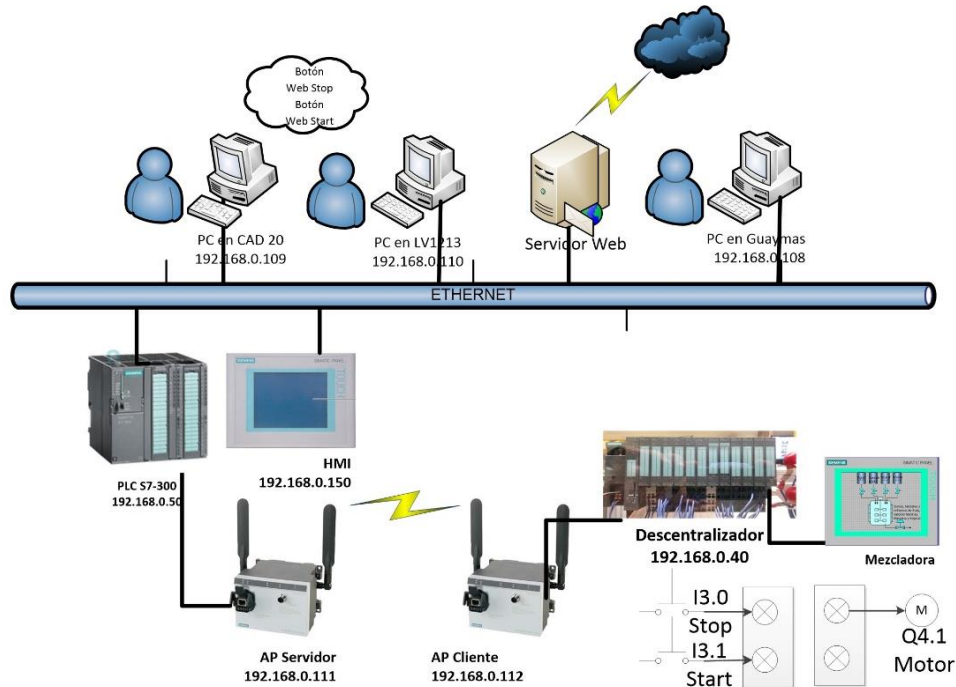 Botón
Web Stop
Botón
Web Start
PC en CAD 20
192.168.0.109
PC en LV1213
192.168.0.110
Servidor Web
PC en Guaymas
192.168.0.108
ETHERNET
PLC S7-300
192.168.0.50
HMI
192.168.0.150
AP Servidor
192.168.0.111
AP Cliente
192.168.0.112
Descentralizador
192.168.0.40
Mezcladora
I3.0
Stop
I3.1
Start
M
Q4.1
Motor